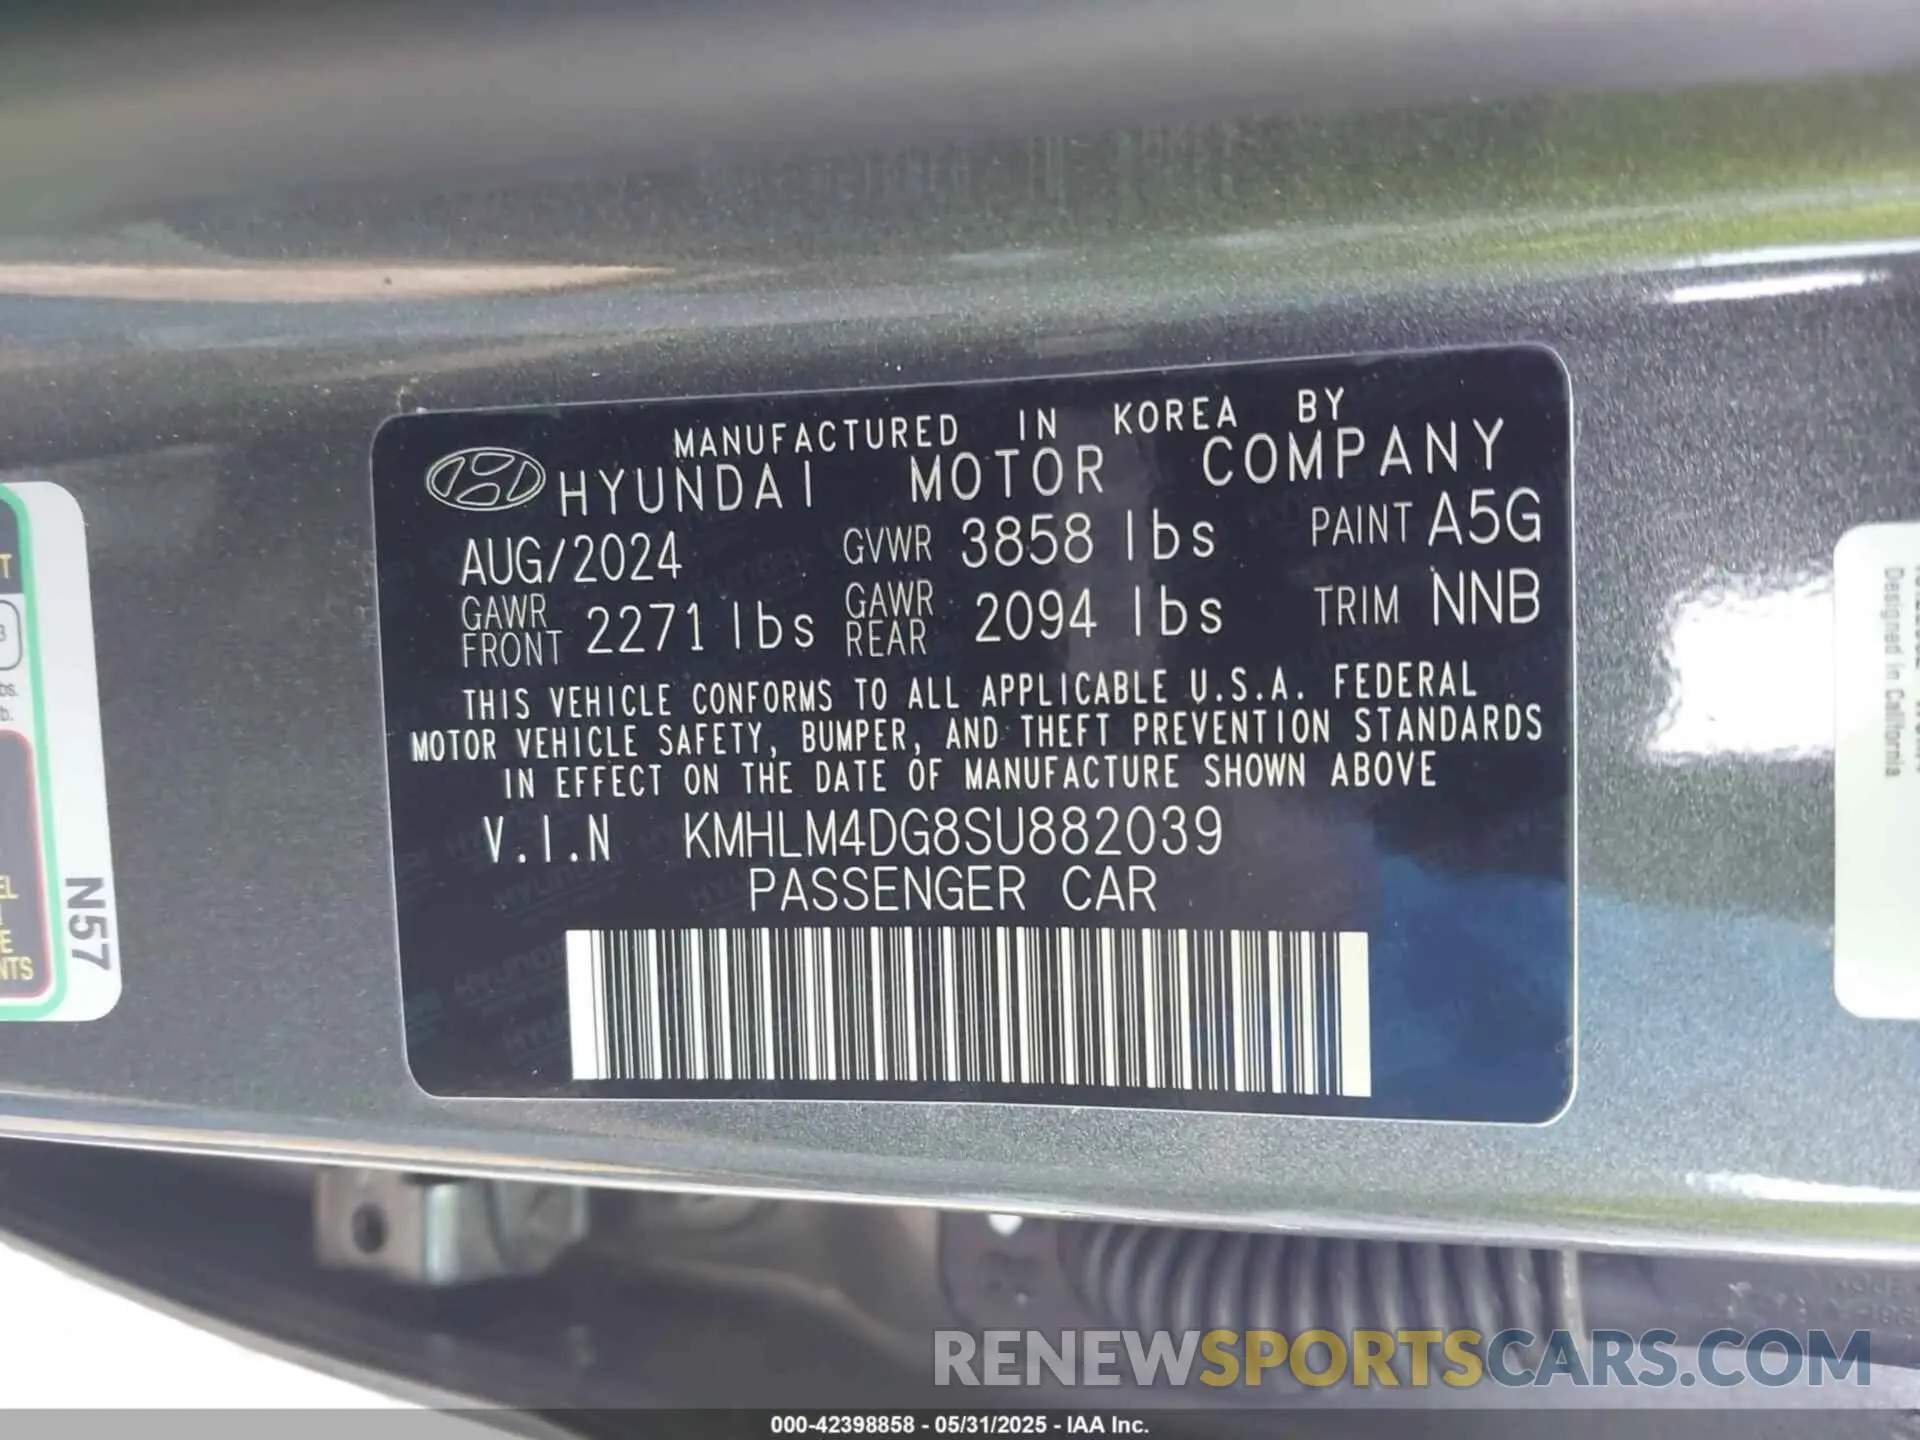 MANUFACTURED IN KOREA BY
HYUNDAI MOTOR COMPANY
AUG/2024 GVWR 3858 lbs PAINT A5G
GAWR FRONT 2271 lbs GAWR REAR 2094 lbs TRIM NNB
THIS VEHICLE CONFORMS TO ALL APPLICABLE U.S.A. FEDERAL
MOTOR VEHICLE SAFETY, BUMPER, AND THEFT PREVENTION STANDARDS
IN EFFECT ON THE DATE OF MANUFACTURE SHOWN ABOVE
V.I.N KMHLM4DG8SU882039
PASSENGER CAR
N57
Designed in California
RENEWSPORTSCARS.COM
000-42398858 - 05/31/2025 - IAA Inc.